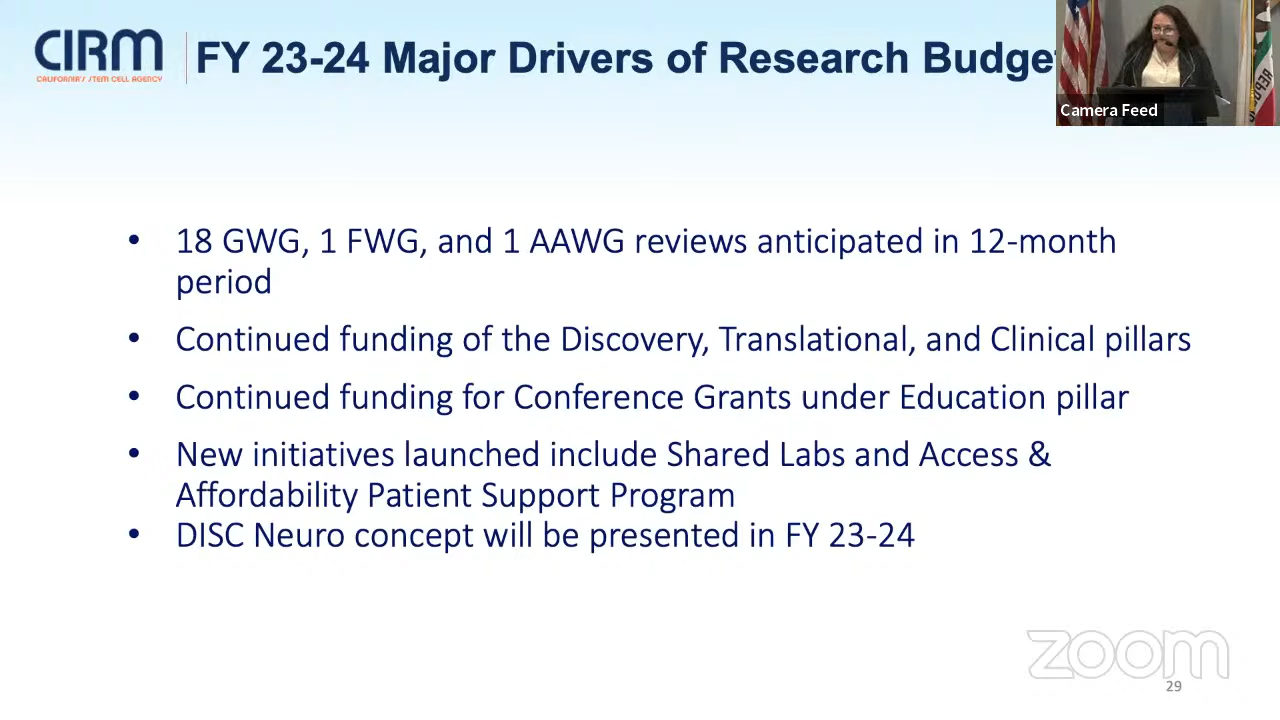 CIRM
CALIFORNIA'S STEM CELL AGENCY
FY 23-24 Major Drivers of Research Budge
Camera Feed
• 18 GWG, 1 FWG, and 1 AAWG reviews anticipated in 12-month
period
• Continued funding of the Discovery, Translational, and Clinical pillars
• Continued funding for Conference Grants under Education pillar
• New initiatives launched include Shared Labs and Access &
Affordability Patient Support Program
• DISC Neuro concept will be presented in FY 23-24
zoom
29